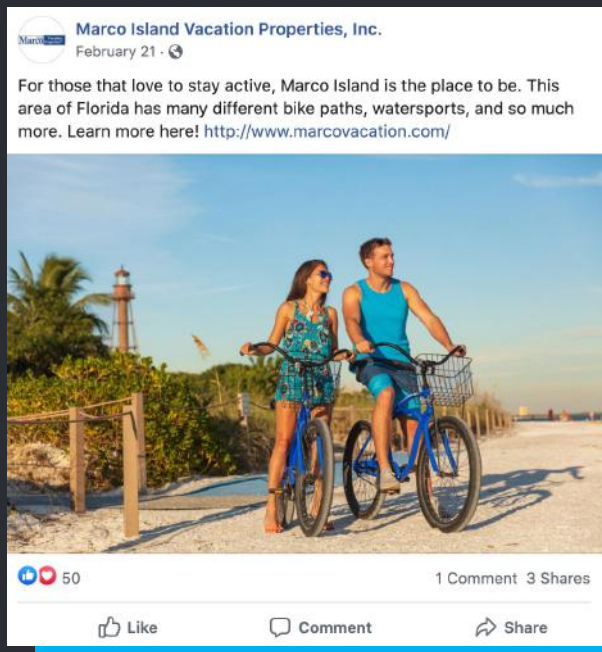 Marco Island Vacation Properties, Inc.
Marco
February 21 ·
For those that love to stay active, Marco Island is the place to be. This
area of Florida has many different bike paths, watersports, and so much
more. Learn more here! http://www.marcovacation.com/
50
1 Comment 3 Shares
Like
Comment
Share